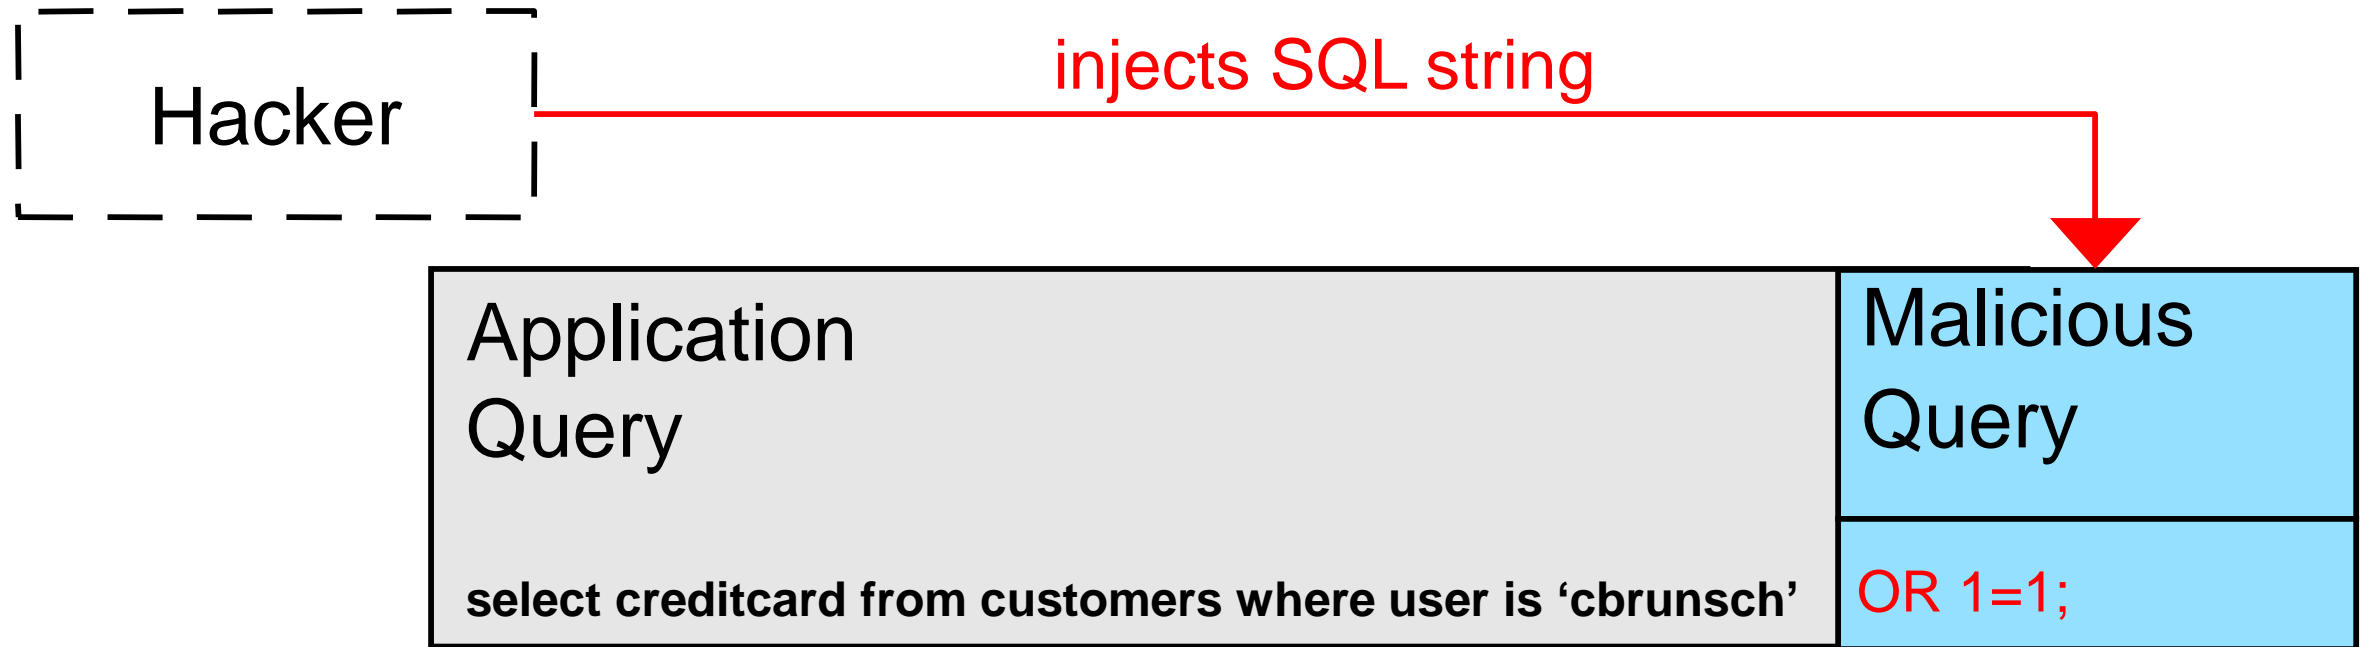 Hacker
injects SQL string
Application
Query
select creditcard from customers where user is ‘cbrunsch’
Malicious
Query
OR 1=1;